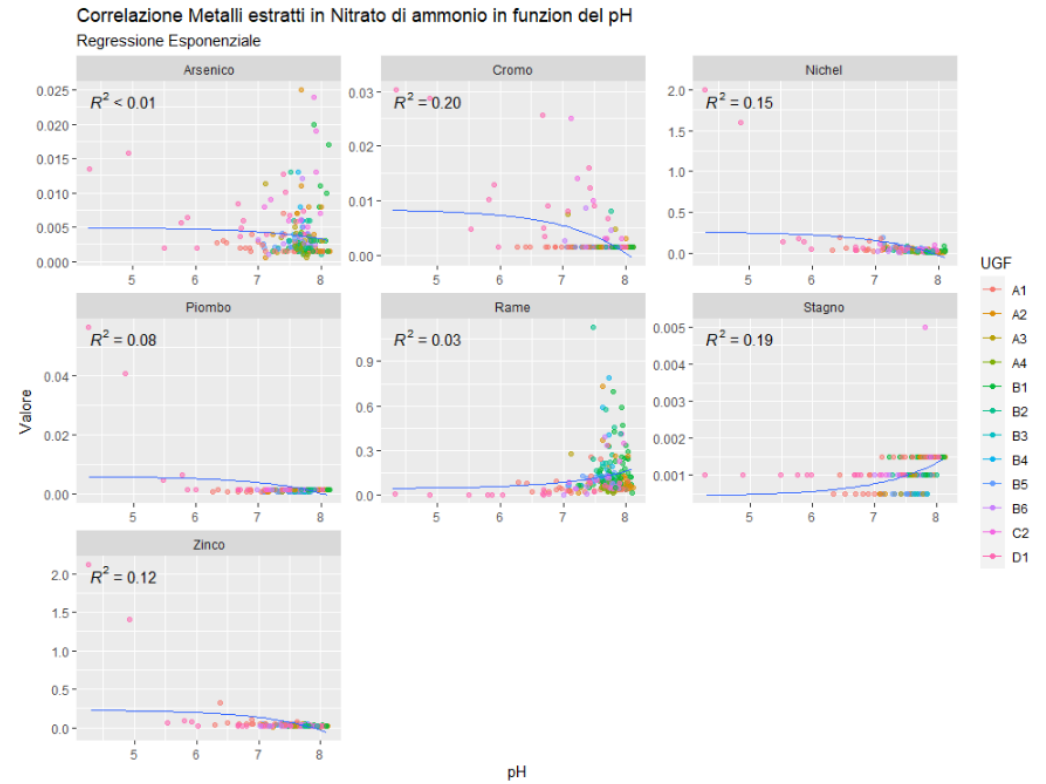 Correlazione Metalli estratti in Nitrato di ammonio in funzion del pH
Regressione Esponenziale
Arsenico
Cromo
Nichel
R² < 0.01
R² = 0.20
R² = 0.15
0.025
0.020
0.015
0.010
0.005
0.000
0.03
0.02
0.01
0.00
2.0
1.5
1.0
0.5
0.0
5 6 7 8
5 6 7 8
5 6 7 8
Piombo
Rame
Stagno
R² = 0.08
R² = 0.03
R² = 0.19
0.04
0.02
0.00
0.9
0.6
0.3
0.0
0.005
0.004
0.003
0.002
0.001
5 6 7 8
5 6 7 8
5 6 7 8
Zinco
R² = 0.12
2.0
1.5
1.0
0.5
0.0
5 6 7 8
Valore
pH
UGF
A1
A2
A3
A4
B1
B2
B3
B4
B5
B6
C2
D1